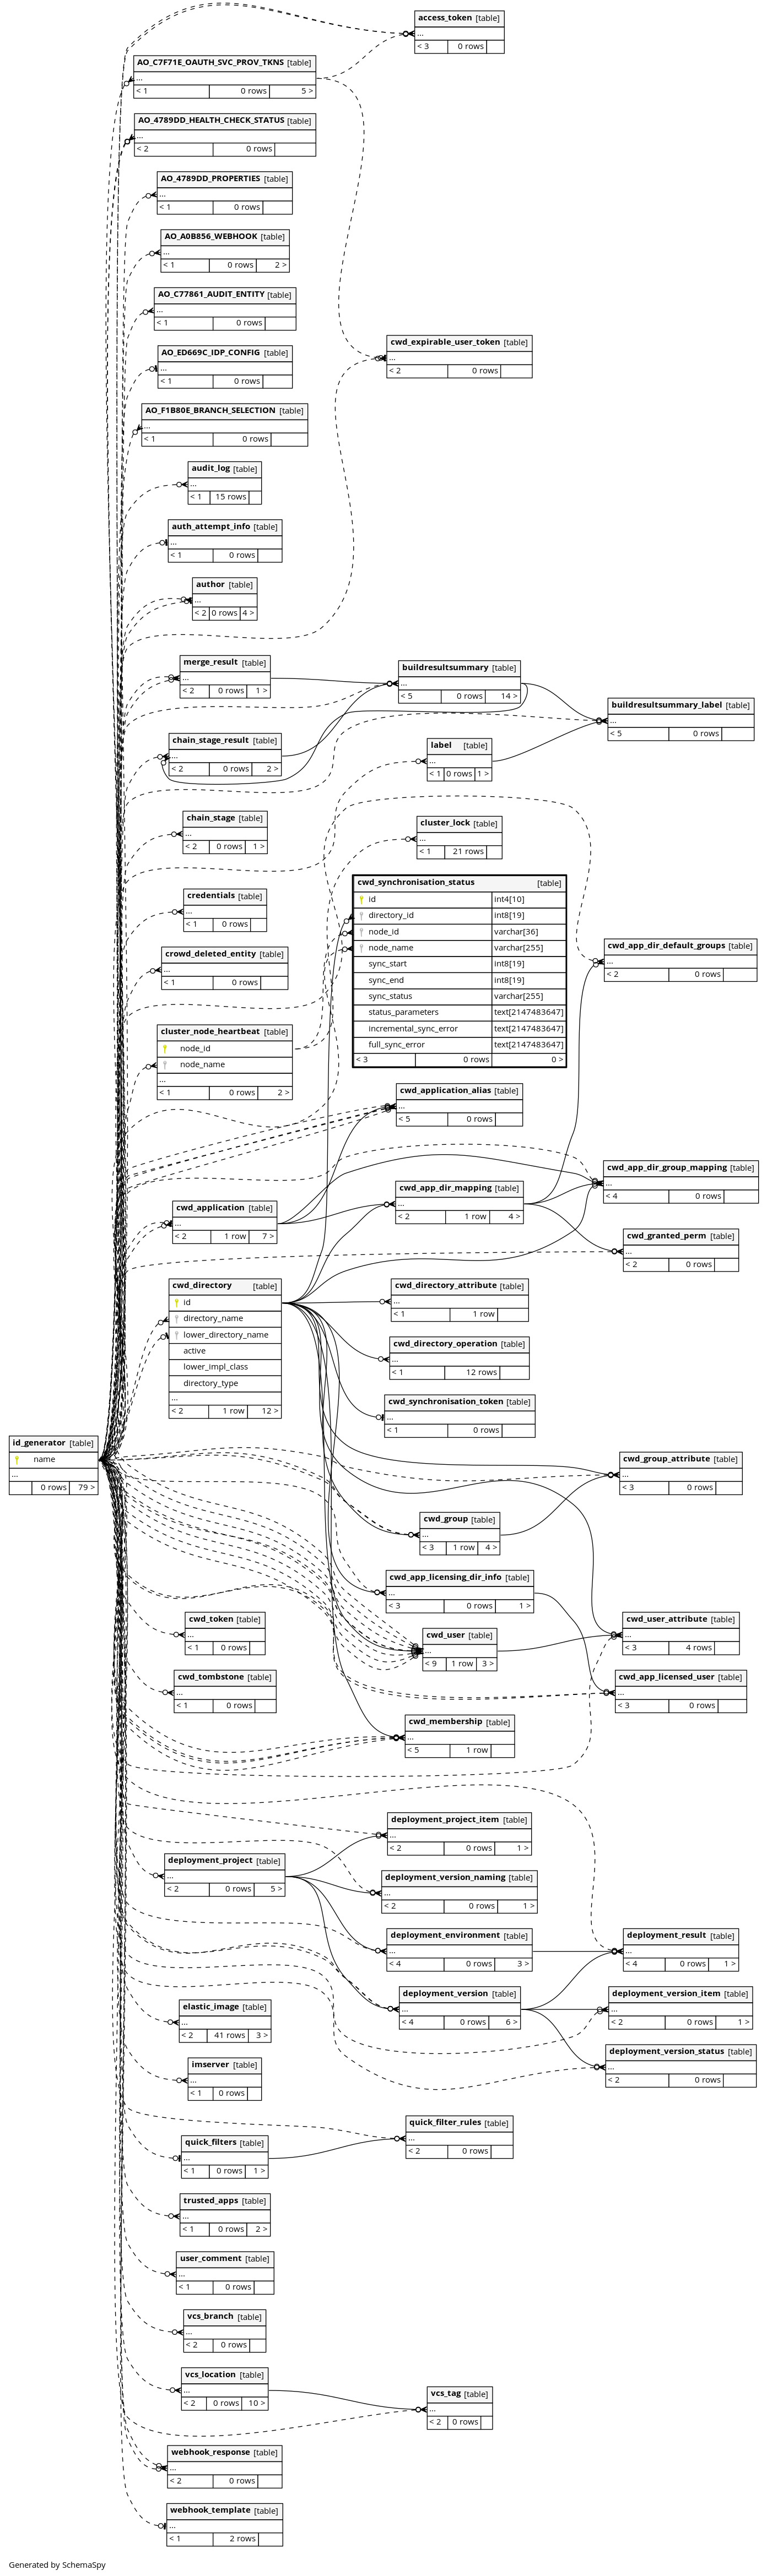 access_token [table]
...
< 3 0 rows
AO_C7F71E_OAUTH_SVC_PROV_TKNS [table]
...
< 1 0 rows 5 >
AO_4789DD_HEALTH_CHECK_STATUS [table]
...
< 2 0 rows
AO_4789DD_PROPERTIES [table]
...
< 1 0 rows
AO_A0B856_WEBHOOK [table]
...
< 1 0 rows 2 >
AO_C77861_AUDIT_ENTITY [table]
...
< 1 0 rows
AO_ED669C_IDP_CONFIG [table]
...
< 1 0 rows
cwd_expirable_user_token [table]
...
< 2 0 rows
AO_F1B80E_BRANCH_SELECTION [table]
...
< 1 0 rows
audit_log [table]
...
< 1 15 rows
auth_attempt_info [table]
...
< 1 0 rows
author [table]
...
< 2 0 rows 4 >
merge_result [table]
...
< 2 0 rows 1 >
buildresultsummary [table]
...
< 5 0 rows 14 >
buildresultsummary_label [table]
...
< 5 0 rows
chain_stage_result [table]
...
< 2 0 rows 2 >
label [table]
...
< 1 0 rows 1 >
chain_stage [table]
...
< 2 0 rows 1 >
cluster_lock [table]
...
< 1 21 rows
credentials [table]
...
< 1 0 rows
crowd_deleted_entity [table]
...
< 1 0 rows
cluster_node_heartbeat [table]
node_id
node_name
...
< 1 0 rows 2 >
cwd_synchronisation_status [table]
id int4[10]
directory_id int8[19]
node_id varchar[36]
node_name varchar[255]
sync_start int8[19]
sync_end int8[19]
sync_status varchar[255]
status_parameters text[2147483647]
incremental_sync_error text[2147483647]
full_sync_error text[2147483647]
< 3 0 rows 0 >
cwd_app_dir_default_groups [table]
...
< 2 0 rows
cwd_application_alias [table]
...
< 5 0 rows
cwd_app_dir_group_mapping [table]
...
< 4 0 rows
cwd_application [table]
...
< 2 1 row 7 >
cwd_app_dir_mapping [table]
...
< 2 1 row 4 >
cwd_granted_perm [table]
...
< 2 0 rows
cwd_directory [table]
id
directory_name
lower_directory_name
active
lower_impl_class
directory_type
...
< 2 1 row 12 >
cwd_directory_attribute [table]
...
< 1 1 row
cwd_directory_operation [table]
...
< 1 12 rows
cwd_synchronisation_token [table]
...
< 1 0 rows
id_generator [table]
name
...
0 rows 79 >
cwd_group_attribute [table]
...
< 3 0 rows
cwd_group [table]
...
< 3 1 row 4 >
cwd_app_licensing_dir_info [table]
...
< 3 0 rows 1 >
cwd_token [table]
...
< 1 0 rows
cwd_user [table]
...
< 9 1 row 3 >
cwd_user_attribute [table]
...
< 3 4 rows
cwd_tombstone [table]
...
< 1 0 rows
cwd_app_licensed_user [table]
...
< 3 0 rows
cwd_membership [table]
...
< 5 1 row
deployment_project_item [table]
...
< 2 0 rows 1 >
deployment_project [table]
...
< 2 0 rows 5 >
deployment_version_naming [table]
...
< 2 0 rows 1 >
deployment_environment [table]
...
< 4 0 rows 3 >
deployment_result [table]
...
< 4 0 rows 1 >
deployment_version [table]
...
< 4 0 rows 6 >
deployment_version_item [table]
...
< 2 0 rows 1 >
elastic_image [table]
...
< 2 41 rows 3 >
deployment_version_status [table]
...
< 2 0 rows
imserver [table]
...
< 1 0 rows
quick_filter_rules [table]
...
< 2 0 rows
quick_filters [table]
...
< 1 0 rows 1 >
trusted_apps [table]
...
< 1 0 rows 2 >
user_comment [table]
...
< 1 0 rows
vcs_branch [table]
...
< 2 0 rows
vcs_location [table]
...
< 2 0 rows 10 >
vcs_tag [table]
...
< 2 0 rows
webhook_response [table]
...
< 2 0 rows
webhook_template [table]
...
< 1 2 rows
Generated by SchemaSpy